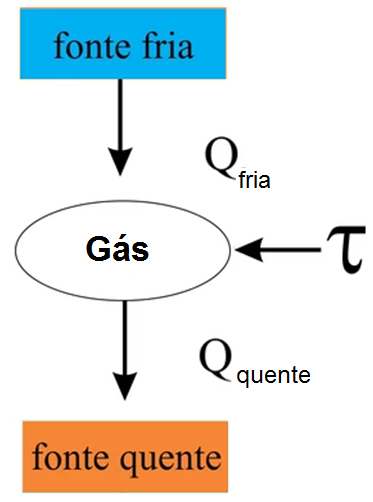 fonte fria
Qfria
Gás
τ
Qquente
fonte quente